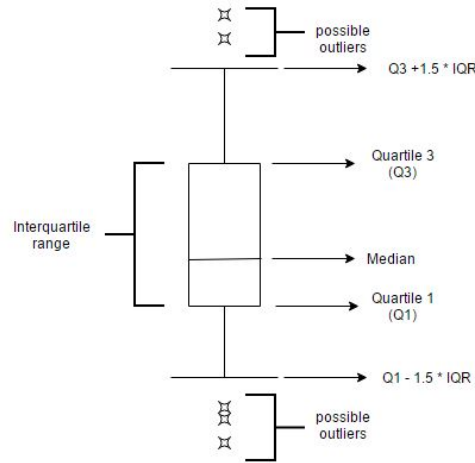 possible
outliers
Q3 +1.5 * IQR
Quartile 3
(Q3)
Interquartile
range
Median
Quartile 1
(Q1)
Q1 - 1.5 * IQR
possible
outliers